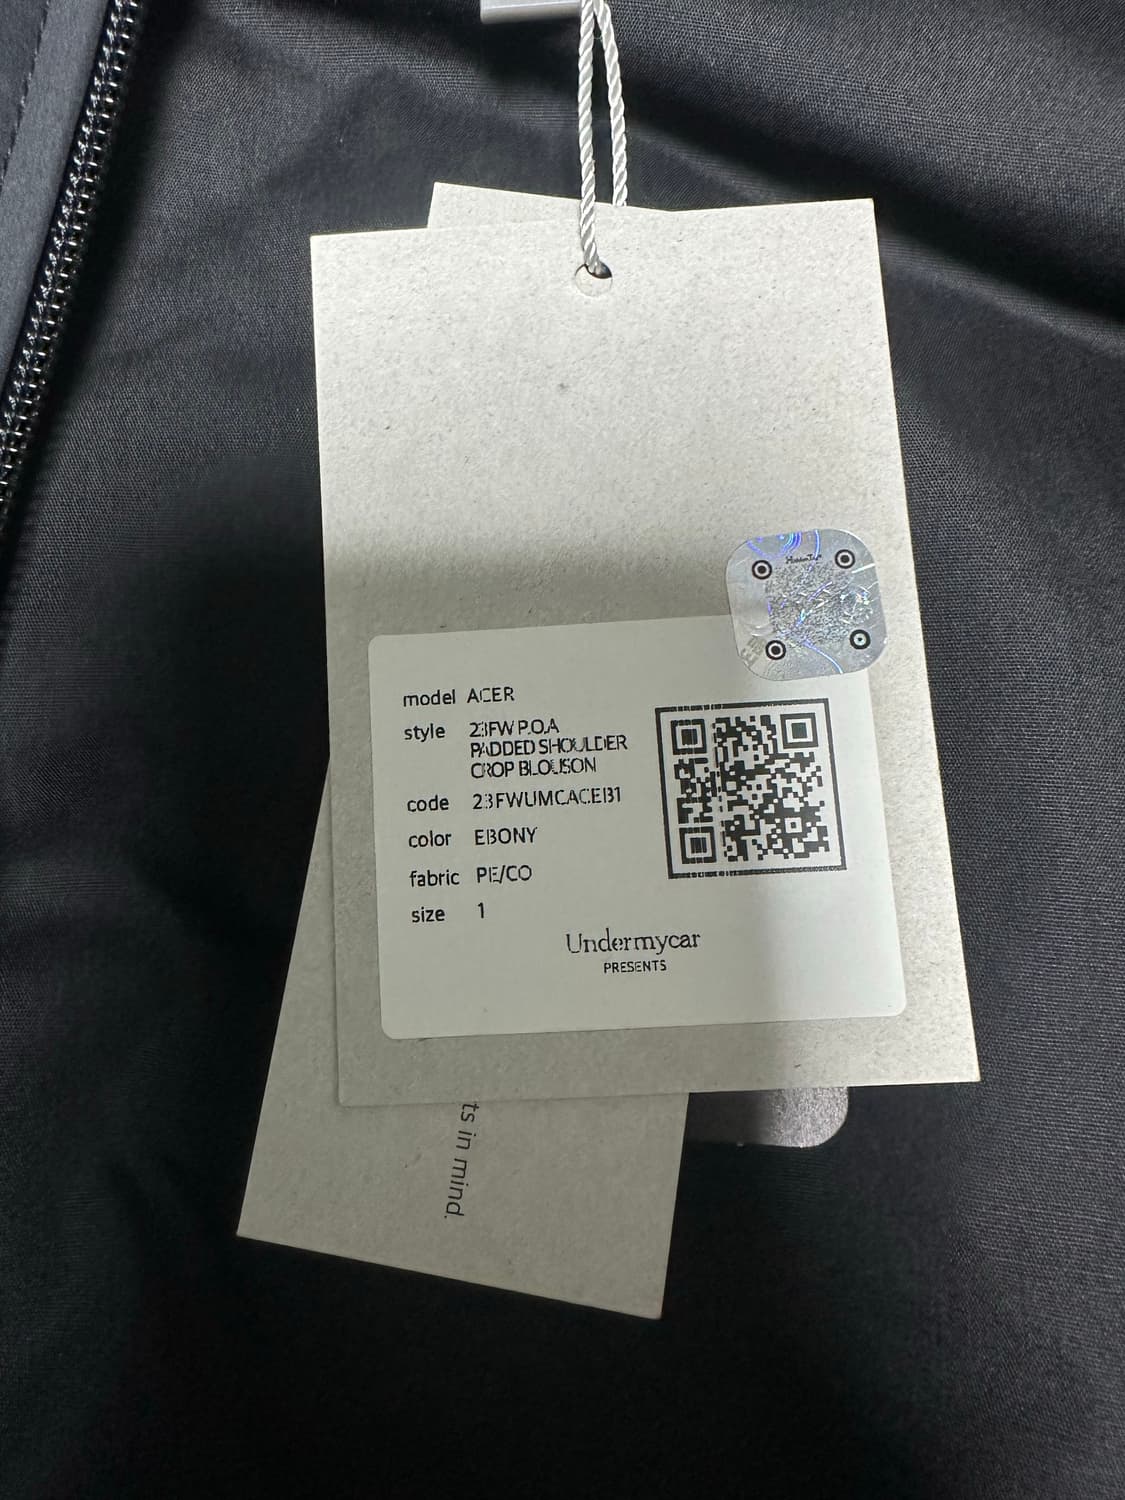 model ACER
style 23FW P.O.A
PADDED SHOULDER
CROP BLOUSON
code 23FWUMCACEB1
color EBONY
fabric PE/CO
size 1
Undermycar
PRESENTS
in mind.